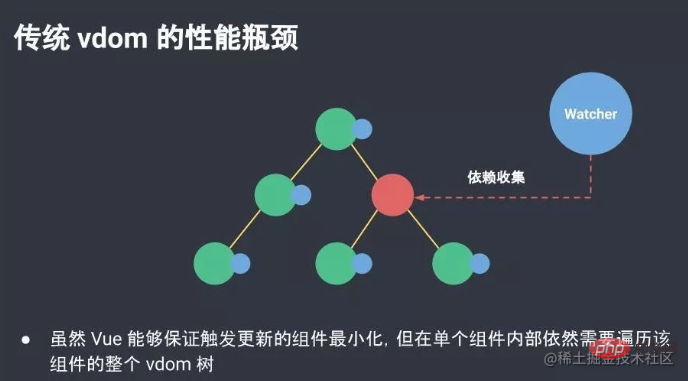 传统 vdom 的性能瓶颈
Watcher
依赖收集
● 虽然 Vue 能够保证触发更新的组件最小化,但在单个组件内部依然需要遍历该
组件的整个 vdom 树
php
@稀土掘金技术社区